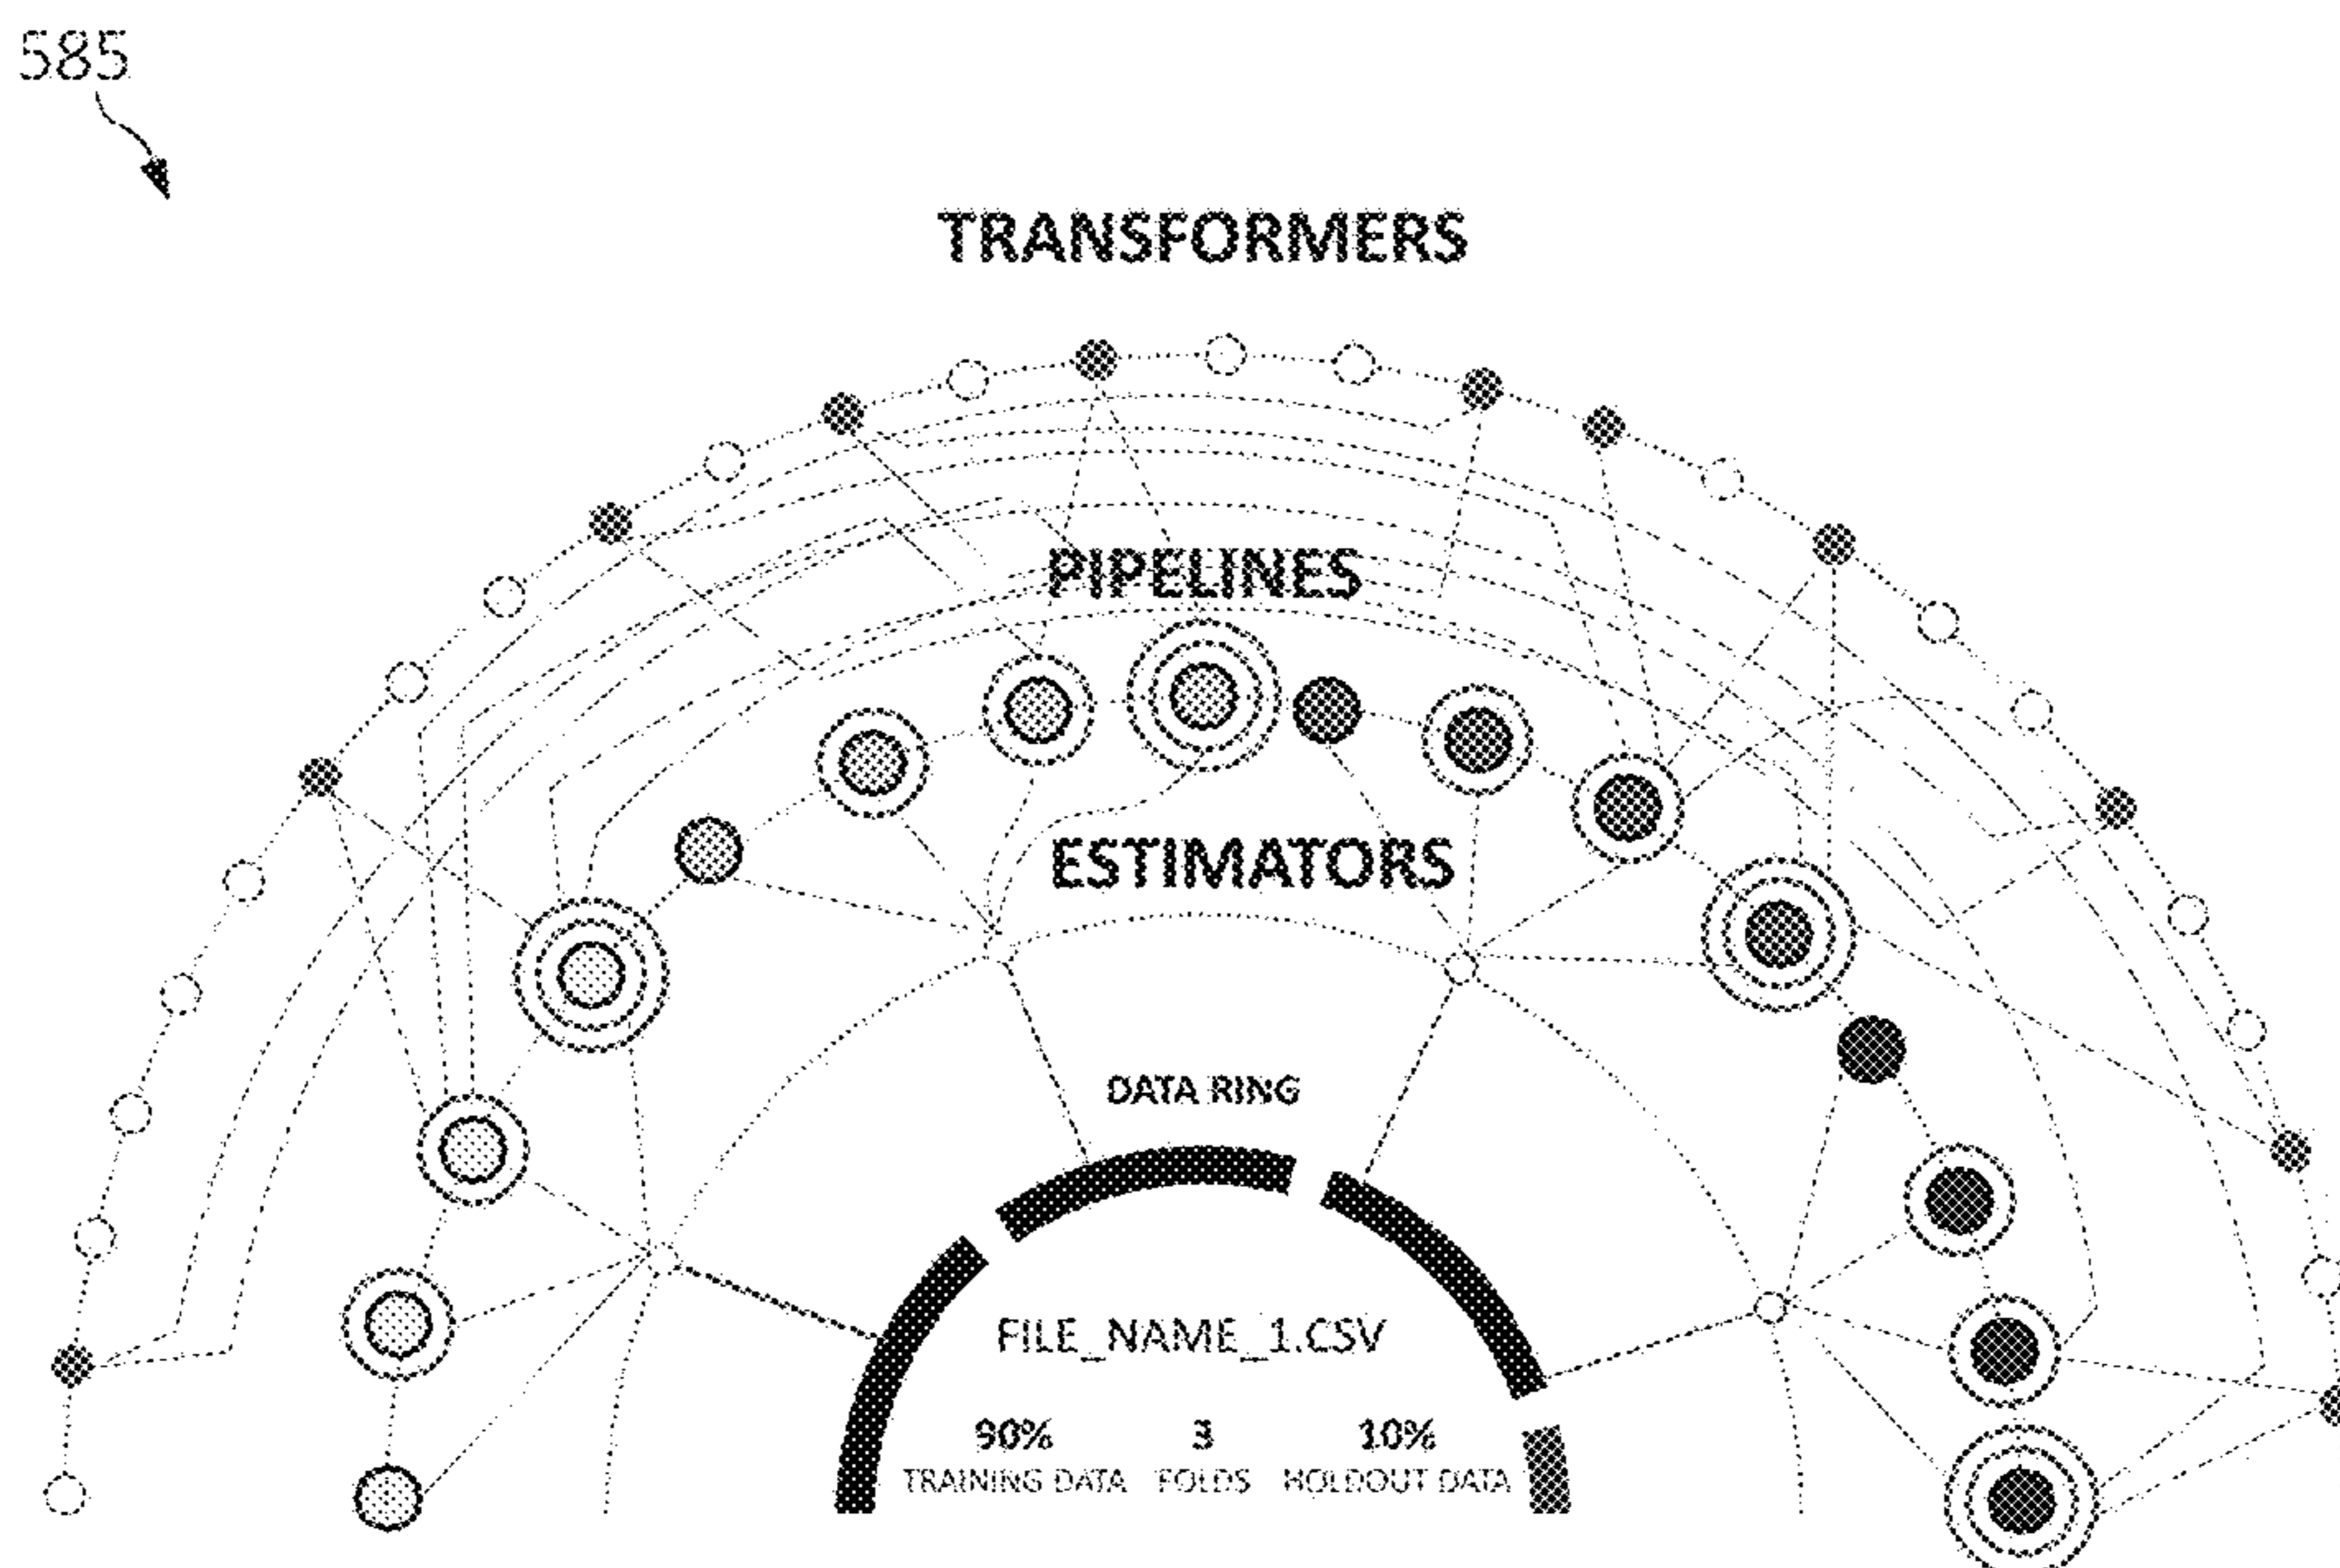 585
TRANSFORMERS
PIPELINES
ESTIMATORS
DATA RING
FILE_NAME_1.CSV
90% 3 10%
TRAINING DATA FOLDS HOLDOUT DATA